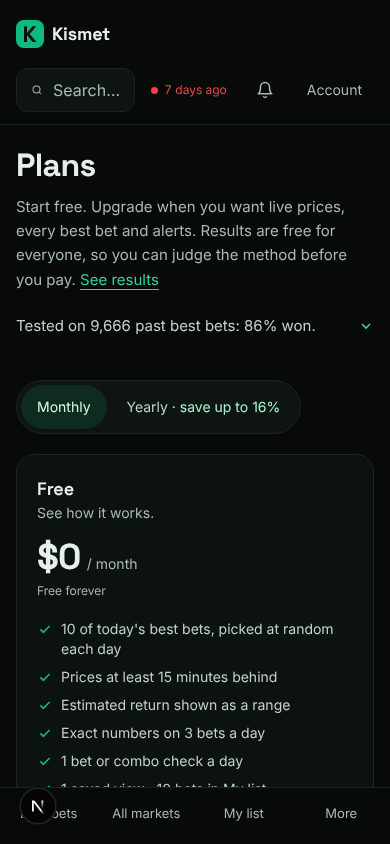 Kismet
Search...
7 days ago
Account
Plans
Start free. Upgrade when you want live prices,
every best bet and alerts. Results are free for
everyone, so you can judge the method before
you pay. See results
Tested on 9,666 past best bets: 86% won.
Monthly
Yearly · save up to 16%
Free
See how it works.
$0 / month
Free forever
10 of today's best bets, picked at random
each day
Prices at least 15 minutes behind
Estimated return shown as a range
Exact numbers on 3 bets a day
1 bet or combo check a day
bets
All markets
My list
More